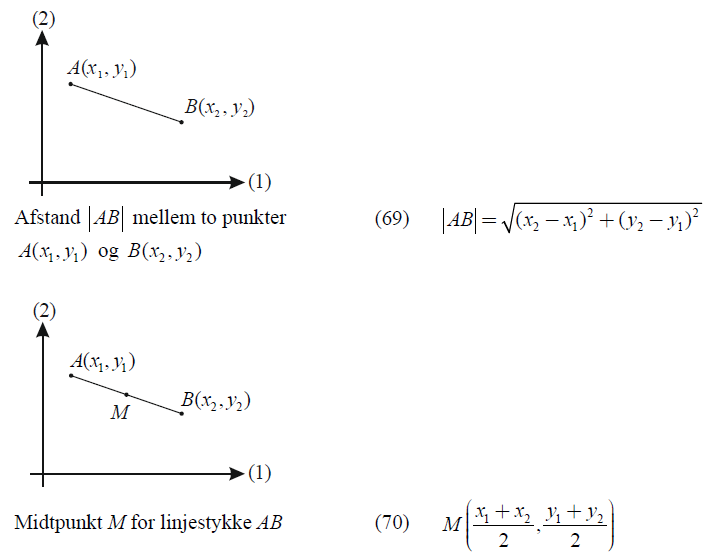 (2)
A(x₁, y₁)
B(x₂, y₂)
(1)
Afstand |AB| mellem to punkter (69) |AB| = √((x₂ − x₁)² + (y₂ − y₁)²)
A(x₁, y₁) og B(x₂, y₂)
(2)
A(x₁, y₁)
B(x₂, y₂)
M
(1)
Midtpunkt M for linjestykke AB (70) M((x₁ + x₂)/2, (y₁ + y₂)/2)